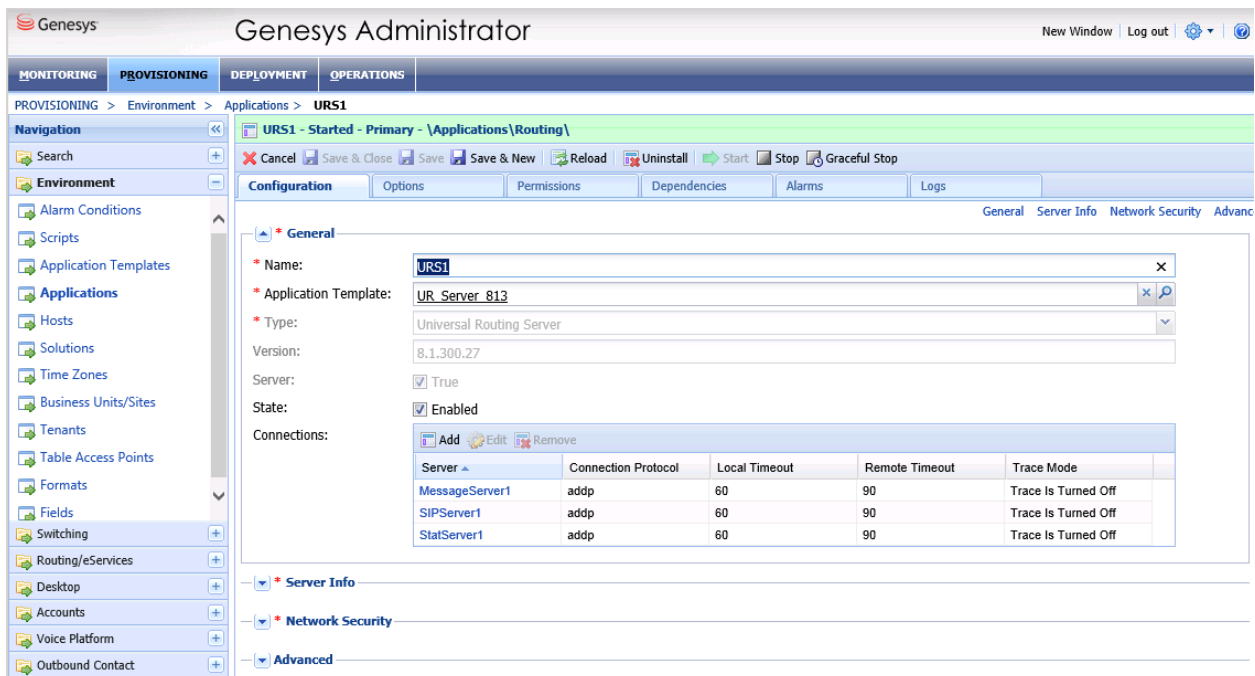 Genesys
Genesys Administrator
New Window Log out
MONITORING PROVISIONING DEPLOYMENT OPERATIONS
PROVISIONING > Environment > Applications > URS1
Navigation
Search
Environment
Alarm Conditions
Scripts
Application Templates
Applications
Hosts
Solutions
Time Zones
Business Units/Sites
Tenants
Table Access Points
Formats
Fields
Switching
Routing/eServices
Desktop
Accounts
Voice Platform
Outbound Contact
URS1 - Started - Primary - \Applications\Routing\
Cancel Save & Close Save Save & New Reload Uninstall Start Stop Graceful Stop
Configuration Options Permissions Dependencies Alarms Logs
General Server Info Network Security Advanc
* General
* Name: URS1
* Application Template: UR_Server_813
* Type: Universal Routing Server
Version: 8.1.300.27
Server: True
State: Enabled
Connections:
Add Edit Remove
Server Connection Protocol Local Timeout Remote Timeout Trace Mode
MessageServer1 addp 60 90 Trace Is Turned Off
SIPServer1 addp 60 90 Trace Is Turned Off
StatServer1 addp 60 90 Trace Is Turned Off
* Server Info
* Network Security
Advanced